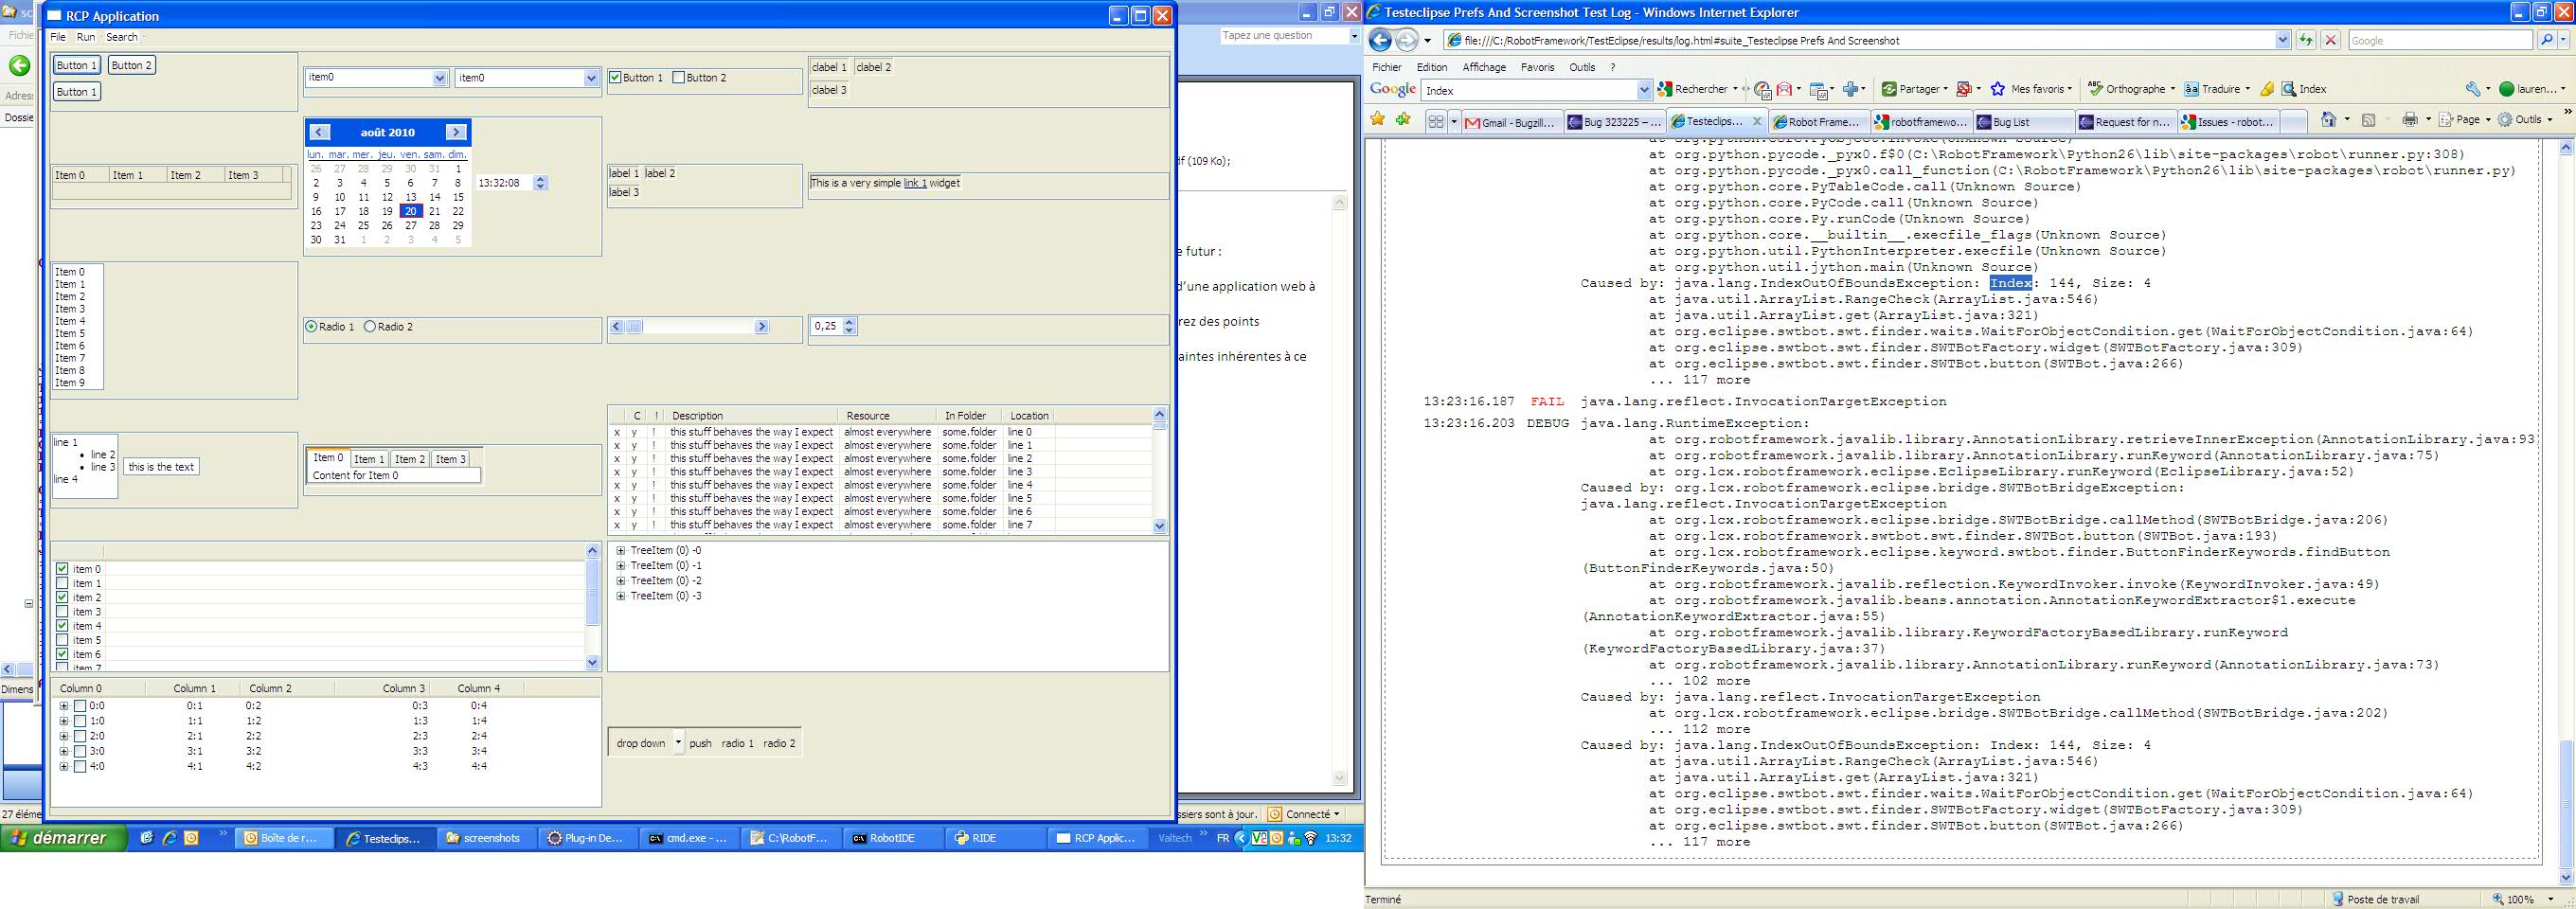 RCP Application
File Run Search
Button 1 Button 2
Button 1
item0 item0
Button 1 Button 2
clabel 1 clabel 2
clabel 3
Item 0 Item 1 Item 2 Item 3
août 2010
lun. mar. mer. jeu. ven. sam. dim.
26 27 28 29 30 31 1
2 3 4 5 6 7 8
9 10 11 12 13 14 15
16 17 18 19 20 21 22
23 24 25 26 27 28 29
30 31 1 2 3 4 5
13:32:08
label 1 label 2
label 3
This is a very simple link 1 widget
Item 0
Item 1
Item 2
Item 3
Item 4
Item 5
Item 6
Item 7
Item 8
Item 9
Radio 1 Radio 2
0,25
line 1
• line 2
• line 3
line 4
this is the text
Item 0 Item 1 Item 2 Item 3
Content for Item 0
C ! Description Resource In Folder Location
x y ! this stuff behaves the way I expect almost everywhere some.folder line 0
x y ! this stuff behaves the way I expect almost everywhere some.folder line 1
x y ! this stuff behaves the way I expect almost everywhere some.folder line 2
x y ! this stuff behaves the way I expect almost everywhere some.folder line 3
x y ! this stuff behaves the way I expect almost everywhere some.folder line 4
x y ! this stuff behaves the way I expect almost everywhere some.folder line 5
x y ! this stuff behaves the way I expect almost everywhere some.folder line 6
x y ! this stuff behaves the way I expect almost everywhere some.folder line 7
item 0
item 1
item 2
item 3
item 4
item 5
item 6
item 7
TreeItem (0) -0
TreeItem (0) -1
TreeItem (0) -2
TreeItem (0) -3
Column 0 Column 1 Column 2 Column 3 Column 4
0:0 0:1 0:2 0:3 0:4
1:0 1:1 1:2 1:3 1:4
2:0 2:1 2:2 2:3 2:4
3:0 3:1 3:2 3:3 3:4
4:0 4:1 4:2 4:3 4:4
drop down push radio 1 radio 2
Fichie
Adres
Dossie
Dimens
27 éléme
Tapez une question
df (109 Ko);
e futur :
d'une application web à
rez des points
aintes inhérentes à ce
ssiers sont à jour. Connecté
démarrer Boîte de r... Testeclips... screenshots Plug-in De... cmd.exe - ... C:\RobotF... RobotIDE RIDE RCP Applic... Valtech » FR 13:32
Testeclipse Prefs And Screenshot Test Log - Windows Internet Explorer
file:///C:/RobotFramework/TestEclipse/results/log.html#suite_Testeclipse Prefs And Screenshot
Google
Fichier Edition Affichage Favoris Outils ?
Google Index Rechercher Partager Mes favoris Orthographe Traduire Index lauren...
Gmail - Bugzill... Bug 323225 – ... Testeclips... Robot Frame... robotframewo... Bug List Request for n... Issues - robot... Page Outils
at org.python.pycode._pyx0.f$0(C:\RobotFramework\Python26\lib\site-packages\robot\runner.py:308)
at org.python.pycode._pyx0.call_function(C:\RobotFramework\Python26\lib\site-packages\robot\runner.py)
at org.python.core.PyTableCode.call(Unknown Source)
at org.python.core.PyCode.call(Unknown Source)
at org.python.core.Py.runCode(Unknown Source)
at org.python.core.__builtin__.execfile_flags(Unknown Source)
at org.python.util.PythonInterpreter.execfile(Unknown Source)
at org.python.util.jython.main(Unknown Source)
Caused by: java.lang.IndexOutOfBoundsException: Index: 144, Size: 4
at java.util.ArrayList.RangeCheck(ArrayList.java:546)
at java.util.ArrayList.get(ArrayList.java:321)
at org.eclipse.swtbot.swt.finder.waits.WaitForObjectCondition.get(WaitForObjectCondition.java:64)
at org.eclipse.swtbot.swt.finder.SWTBotFactory.widget(SWTBotFactory.java:309)
at org.eclipse.swtbot.swt.finder.SWTBot.button(SWTBot.java:266)
... 117 more
13:23:16.187 FAIL java.lang.reflect.InvocationTargetException
13:23:16.203 DEBUG java.lang.RuntimeException:
at org.robotframework.javalib.library.AnnotationLibrary.retrieveInnerException(AnnotationLibrary.java:93
at org.robotframework.javalib.library.AnnotationLibrary.runKeyword(AnnotationLibrary.java:75)
at org.lcx.robotframework.eclipse.EclipseLibrary.runKeyword(EclipseLibrary.java:52)
Caused by: org.lcx.robotframework.eclipse.bridge.SWTBotBridgeException:
java.lang.reflect.InvocationTargetException
at org.lcx.robotframework.eclipse.bridge.SWTBotBridge.callMethod(SWTBotBridge.java:206)
at org.lcx.robotframework.swtbot.swt.finder.SWTBot.button(SWTBot.java:193)
at org.lcx.robotframework.eclipse.keyword.swtbot.finder.ButtonFinderKeywords.findButton
(ButtonFinderKeywords.java:50)
at org.robotframework.javalib.reflection.KeywordInvoker.invoke(KeywordInvoker.java:49)
at org.robotframework.javalib.beans.annotation.AnnotationKeywordExtractor$1.execute
(AnnotationKeywordExtractor.java:55)
at org.robotframework.javalib.library.KeywordFactoryBasedLibrary.runKeyword
(KeywordFactoryBasedLibrary.java:37)
at org.robotframework.javalib.library.AnnotationLibrary.runKeyword(AnnotationLibrary.java:73)
... 102 more
Caused by: java.lang.reflect.InvocationTargetException
at org.lcx.robotframework.eclipse.bridge.SWTBotBridge.callMethod(SWTBotBridge.java:202)
... 112 more
Caused by: java.lang.IndexOutOfBoundsException: Index: 144, Size: 4
at java.util.ArrayList.RangeCheck(ArrayList.java:546)
at java.util.ArrayList.get(ArrayList.java:321)
at org.eclipse.swtbot.swt.finder.waits.WaitForObjectCondition.get(WaitForObjectCondition.java:64)
at org.eclipse.swtbot.swt.finder.SWTBotFactory.widget(SWTBotFactory.java:309)
at org.eclipse.swtbot.swt.finder.SWTBot.button(SWTBot.java:266)
... 117 more
Terminé Poste de travail 100%